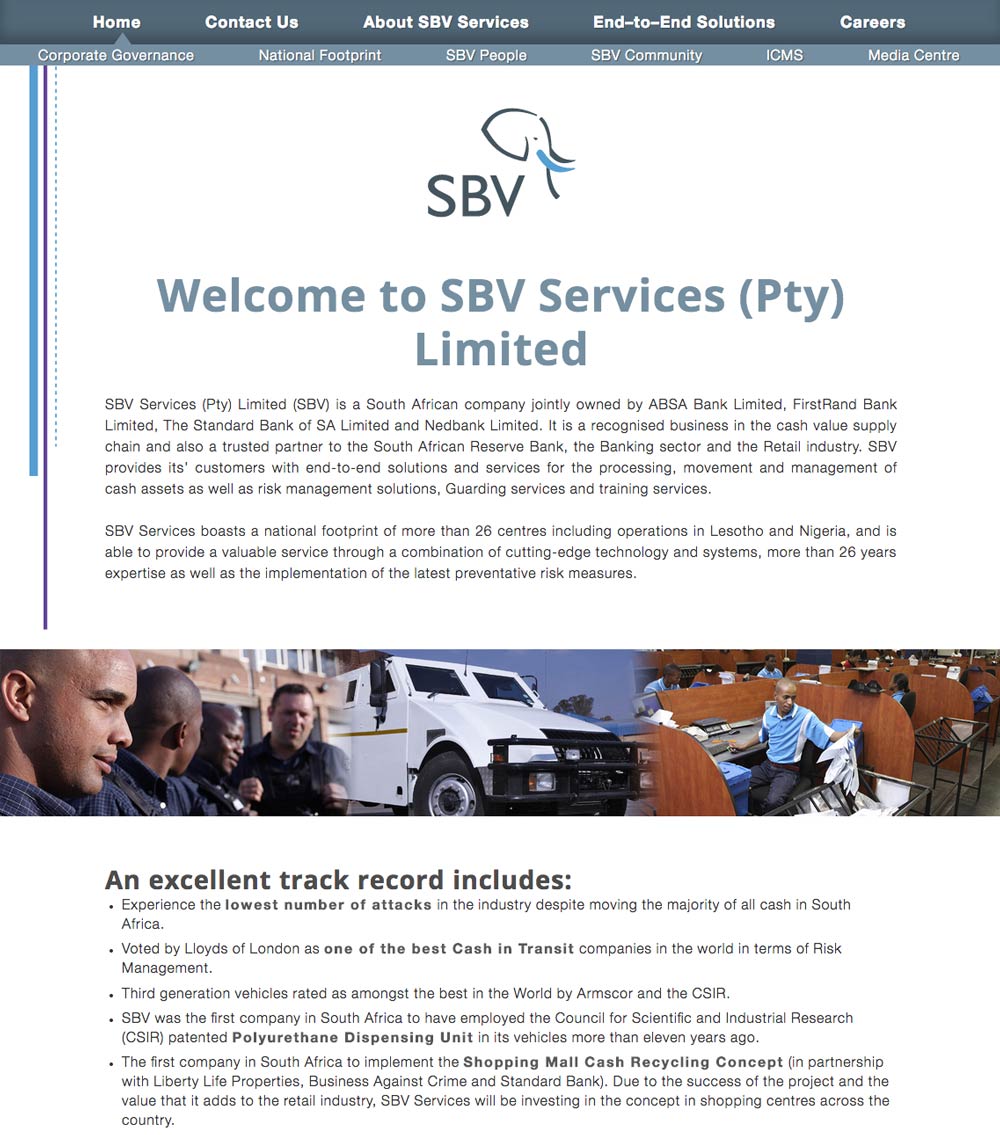 Home Contact Us About SBV Services End–to–End Solutions Careers
Corporate Governance National Footprint SBV People SBV Community ICMS Media Centre
SBV
Welcome to SBV Services (Pty)
Limited
SBV Services (Pty) Limited (SBV) is a South African company jointly owned by ABSA Bank Limited, FirstRand Bank
Limited, The Standard Bank of SA Limited and Nedbank Limited. It is a recognised business in the cash value supply
chain and also a trusted partner to the South African Reserve Bank, the Banking sector and the Retail industry. SBV
provides its’ customers with end-to-end solutions and services for the processing, movement and management of
cash assets as well as risk management solutions, Guarding services and training services.
SBV Services boasts a national footprint of more than 26 centres including operations in Lesotho and Nigeria, and is
able to provide a valuable service through a combination of cutting-edge technology and systems, more than 26 years
expertise as well as the implementation of the latest preventative risk measures.
An excellent track record includes:
• Experience the lowest number of attacks in the industry despite moving the majority of all cash in South
Africa.
• Voted by Lloyds of London as one of the best Cash in Transit companies in the world in terms of Risk
Management.
• Third generation vehicles rated as amongst the best in the World by Armscor and the CSIR.
• SBV was the first company in South Africa to have employed the Council for Scientific and Industrial Research
(CSIR) patented Polyurethane Dispensing Unit in its vehicles more than eleven years ago.
• The first company in South Africa to implement the Shopping Mall Cash Recycling Concept (in partnership
with Liberty Life Properties, Business Against Crime and Standard Bank). Due to the success of the project and the
value that it adds to the retail industry, SBV Services will be investing in the concept in shopping centres across the
country.